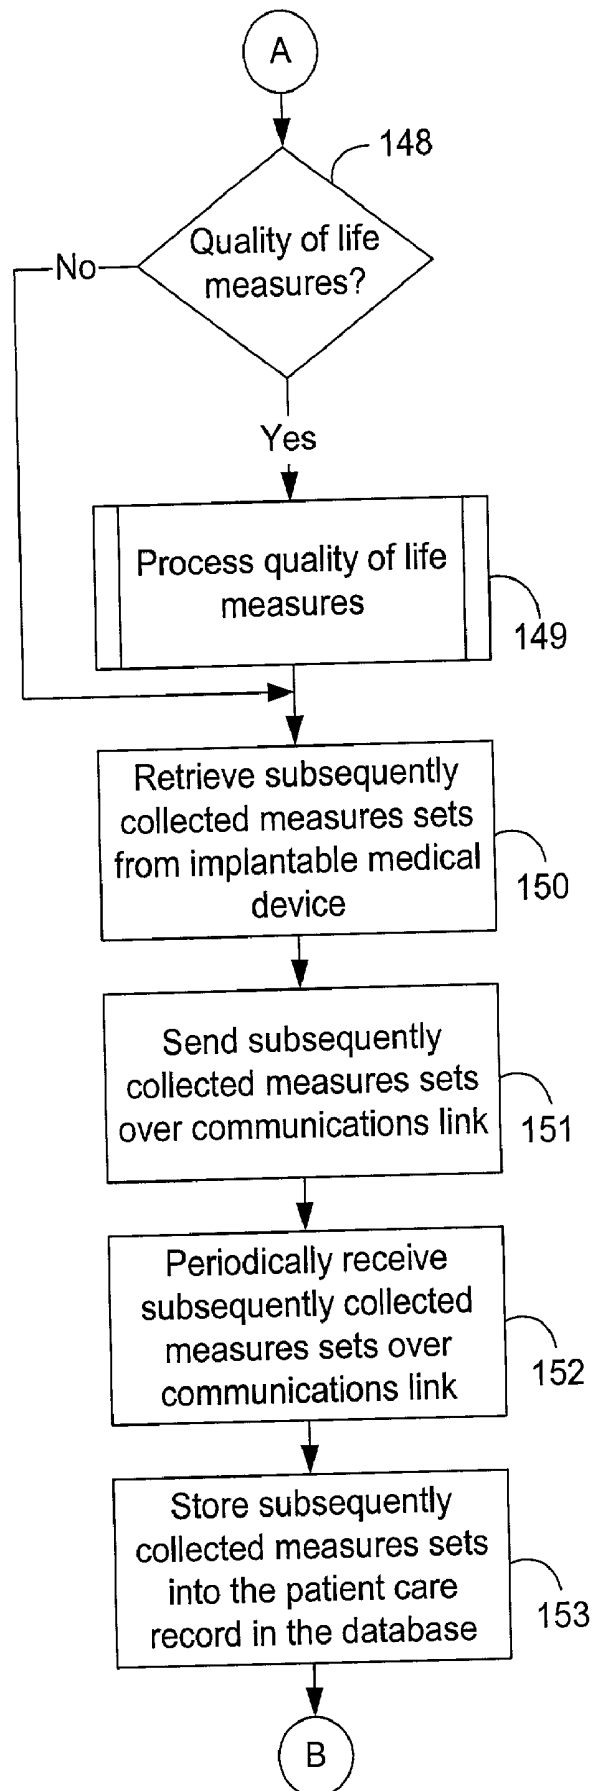 A
148
Quality of life
measures?
No
Yes
Process quality of life
measures
149
Retrieve subsequently
collected measures sets
from implantable medical
device
150
Send subsequently
collected measures sets
over communications link
151
Periodically receive
subsequently collected
measures sets over
communications link
152
Store subsequently
collected measures sets
into the patient care
record in the database
153
B